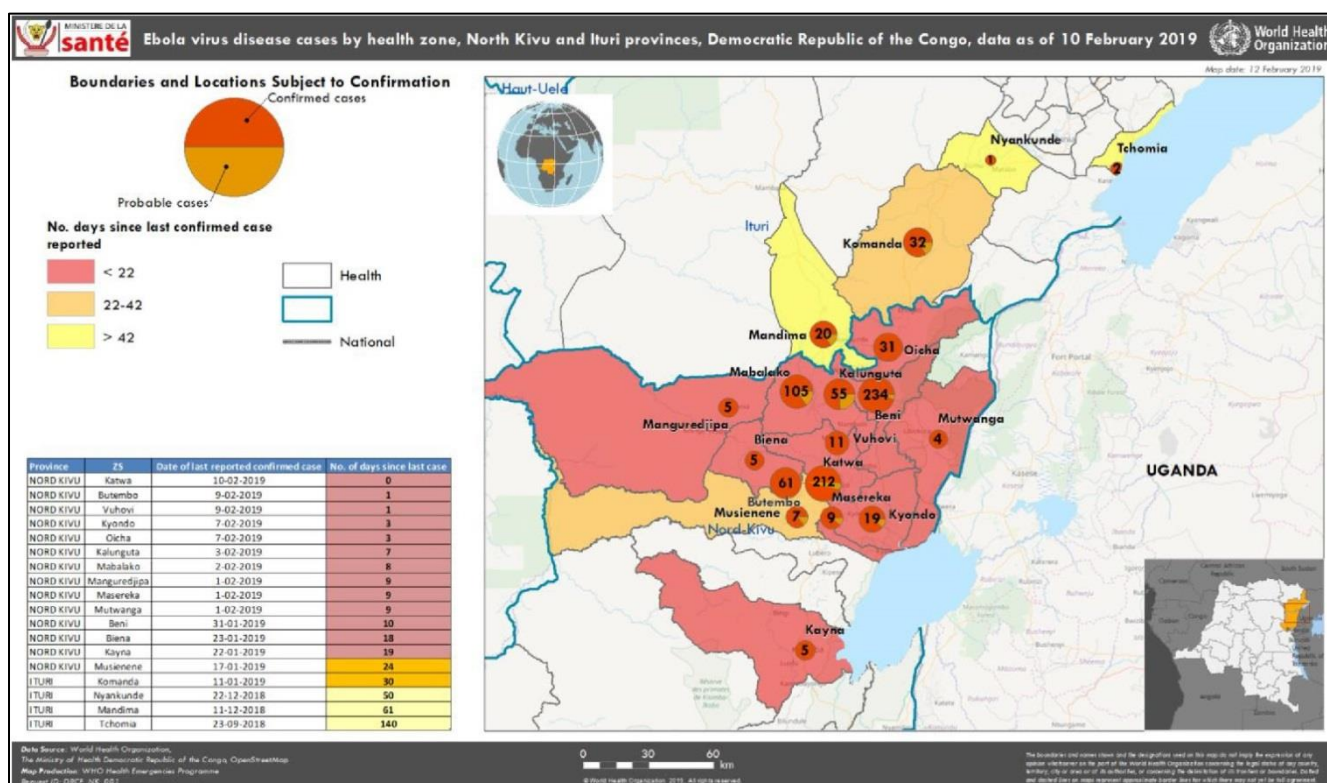 MINISTERE DE LA
santé
Ebola virus disease cases by health zone, North Kivu and Ituri provinces, Democratic Republic of the Congo, data as of 10 February 2019
World Health
Organization
Map date: 12 February 2019
Boundaries and Locations Subject to Confirmation
Confirmed cases
Probable cases
No. days since last confirmed case
reported
< 22
22-42
> 42
Health
National
Province ZS Date of last reported confirmed case No. of days since last case
NORD KIVU Katwa 10-02-2019 0
NORD KIVU Butembo 9-02-2019 1
NORD KIVU Vuhovi 9-02-2019 1
NORD KIVU Kyondo 7-02-2019 3
NORD KIVU Oicha 7-02-2019 3
NORD KIVU Kalunguta 3-02-2019 7
NORD KIVU Mabalako 2-02-2019 8
NORD KIVU Manguredjipa 1-02-2019 9
NORD KIVU Masereka 1-02-2019 9
NORD KIVU Mutwanga 1-02-2019 9
NORD KIVU Beni 31-01-2019 10
NORD KIVU Biena 23-01-2019 18
NORD KIVU Kayna 22-01-2019 19
NORD KIVU Musienene 17-01-2019 24
ITURI Komanda 11-01-2019 30
ITURI Nyankunde 22-12-2018 50
ITURI Mandima 11-12-2018 61
ITURI Tchomia 23-09-2018 140
Haut-Uele
Nyankunde
1
Tchomia
2
Ituri
Komanda
32
Mandima
20
31
Oicha
Mabalako
105
Kalunguta
55
234
Beni
Manguredjipa
5
Mutwanga
4
Biena
5
11
Vuhovi
Katwa
61
212
Butembo
Masereka
Musienene
7
9
19
Kyondo
Nord-Kivu
Kayna
5
UGANDA
Fort Portal
Data Source: World Health Organization,
The Ministry of Health Democratic Republic of the Congo, OpenStreetMap
Map Production: WHO Health Emergencies Programme
0 30 60
km
© World Health Organization 2019. All rights reserved.